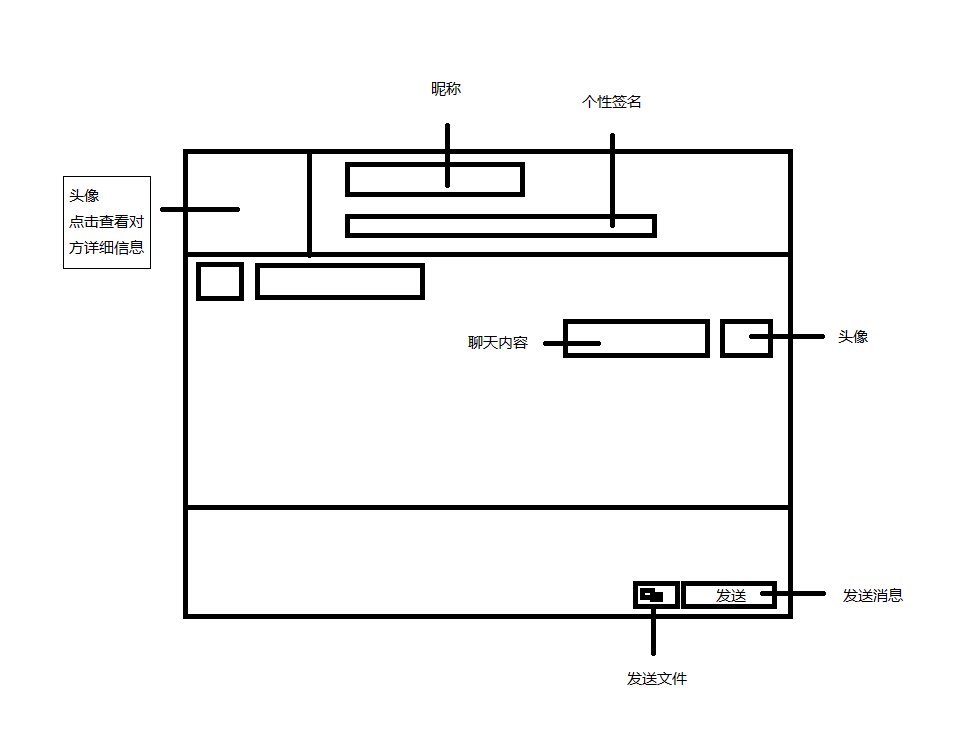 昵称
个性签名
头像
点击查看对
方详细信息
聊天内容
头像
发送
发送消息
发送文件